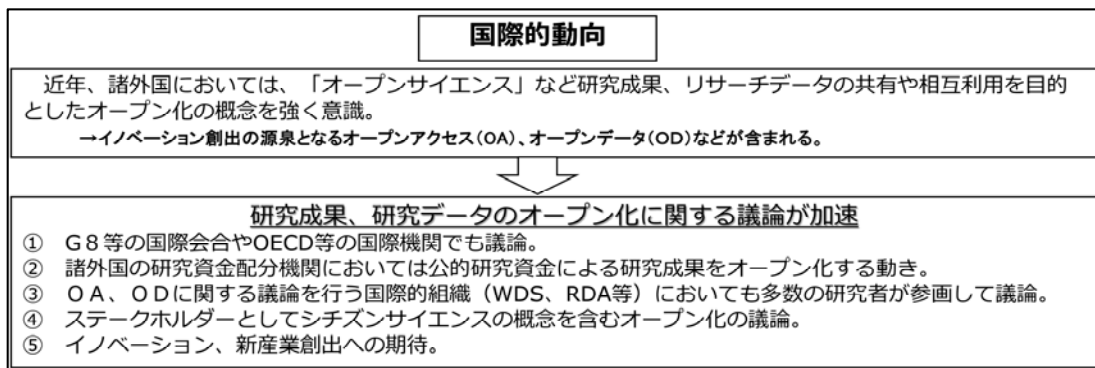 国際的動向
近年、諸外国においては、「オープンサイエンス」など研究成果、リサーチデータの共有や相互利用を目的
としたオープン化の概念を強く意識。
→イノベーション創出の源泉となるオープンアクセス(OA)、オープンデータ(OD)などが含まれる。
研究成果、研究データのオープン化に関する議論が加速
① G8等の国際会合やOECD等の国際機関でも議論。
② 諸外国の研究資金配分機関においては公的研究資金による研究成果をオープン化する動き。
③ OA、ODに関する議論を行う国際的組織（WDS、RDA等）においても多数の研究者が参画して議論。
④ ステークホルダーとしてシチズンサイエンスの概念を含むオープン化の議論。
⑤ イノベーション、新産業創出への期待。